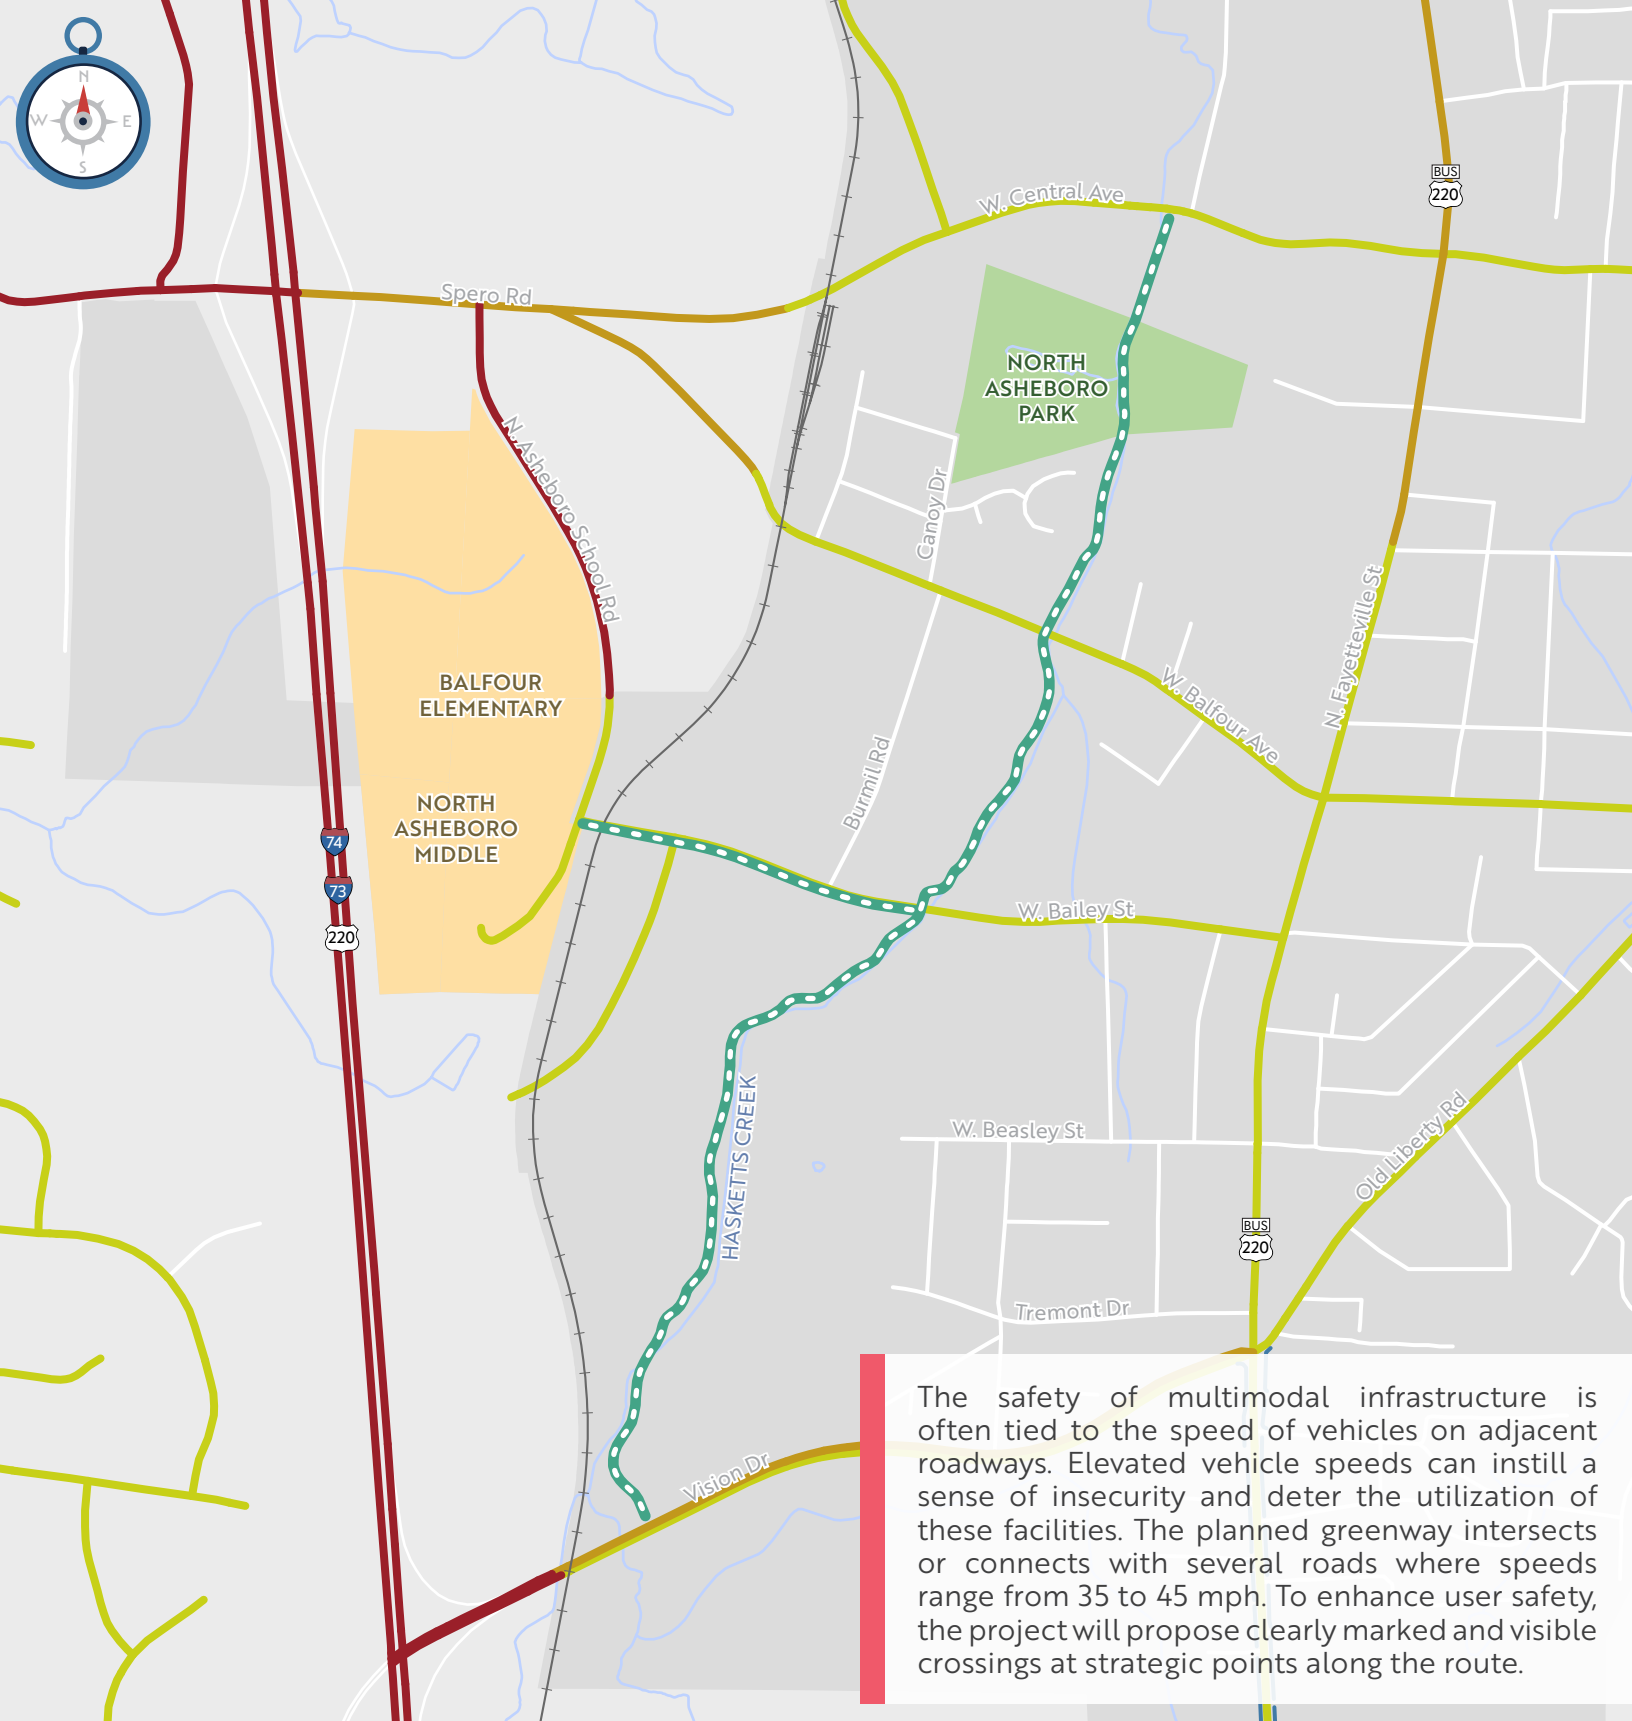 N
W
E
S
W. Central Ave
BUS
220
Spero Rd
NORTH
ASHEBORO
PARK
N. Asheboro School Rd
Canoy Dr
N. Fayetteville St
BALFOUR
ELEMENTARY
W. Balfour Ave
Burmil Rd
NORTH
ASHEBORO
MIDDLE
74
73
220
W. Bailey St
HASKETTS CREEK
W. Beasley St
Old Liberty Rd
BUS
220
Tremont Dr
Vision Dr
The safety of multimodal infrastructure is
often tied to the speed of vehicles on adjacent
roadways. Elevated vehicle speeds can instill a
sense of insecurity and deter the utilization of
these facilities. The planned greenway intersects
or connects with several roads where speeds
range from 35 to 45 mph. To enhance user safety,
the project will propose clearly marked and visible
crossings at strategic points along the route.